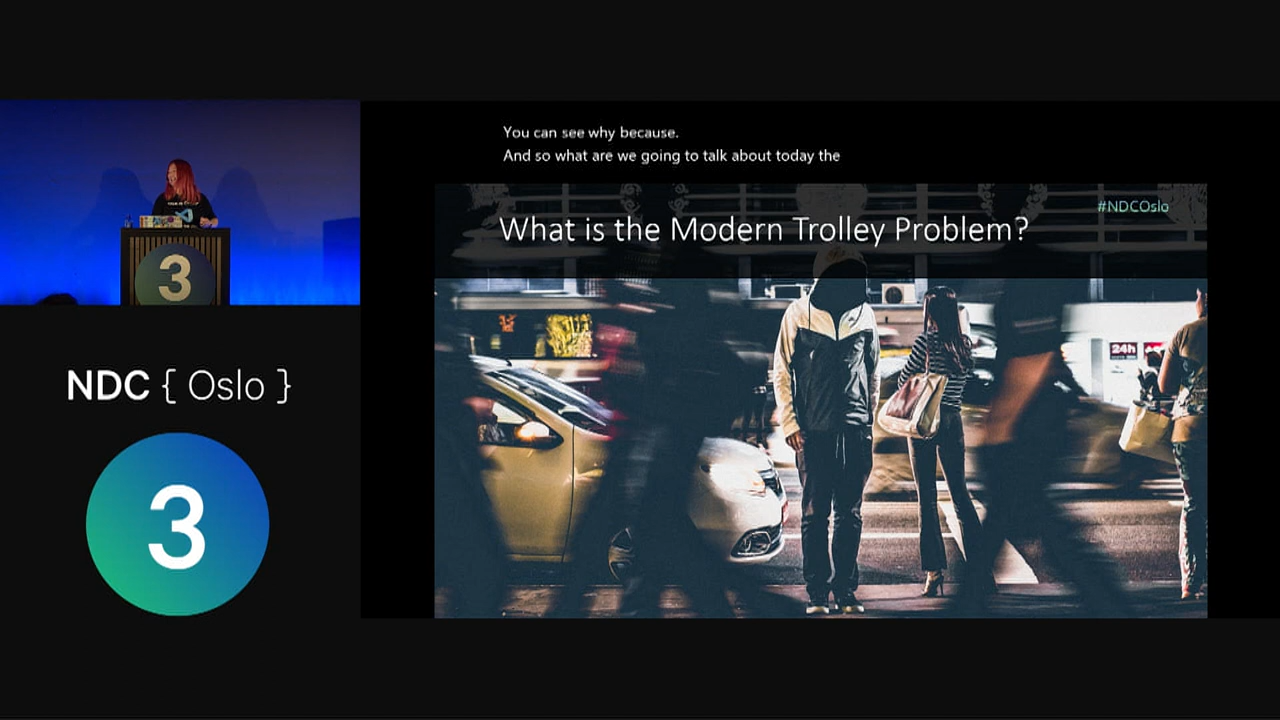 You can see why because.
And so what are we going to talk about today the
#NDCOslo
What is the Modern Trolley Problem?
24h
3
NDC { Oslo }
3